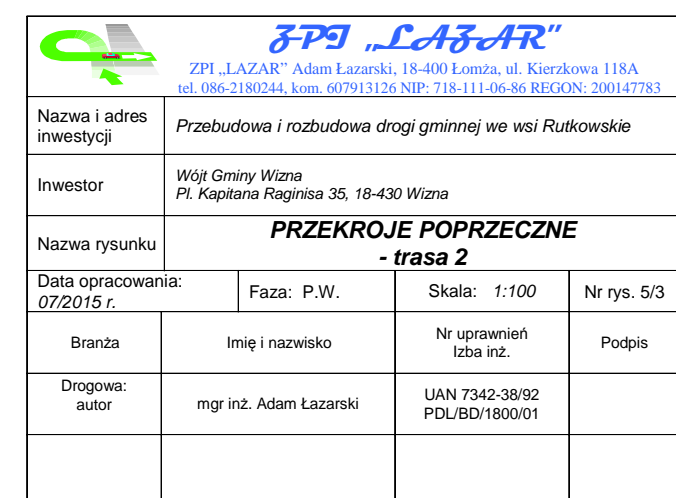 ZPI „ŁAZAR"
ZPI „ŁAZAR” Adam Łazarski, 18-400 Łomża, ul. Kierzkowa 118A
tel. 086-2180244, kom. 607913126 NIP: 718-111-06-86 REGON: 200147783
Nazwa i adres
inwestycji
Przebudowa i rozbudowa drogi gminnej we wsi Rutkowskie
Inwestor
Wójt Gminy Wizna
Pl. Kapitana Raginisa 35, 18-430 Wizna
Nazwa rysunku
PRZEKROJE POPRZECZNE
- trasa 2
Data opracowania:
07/2015 r.
Faza: P.W.
Skala: 1:100
Nr rys. 5/3
Branża
Imię i nazwisko
Nr uprawnień
Izba inż.
Podpis
Drogowa:
autor
mgr inż. Adam Łazarski
UAN 7342-38/92
PDL/BD/1800/01